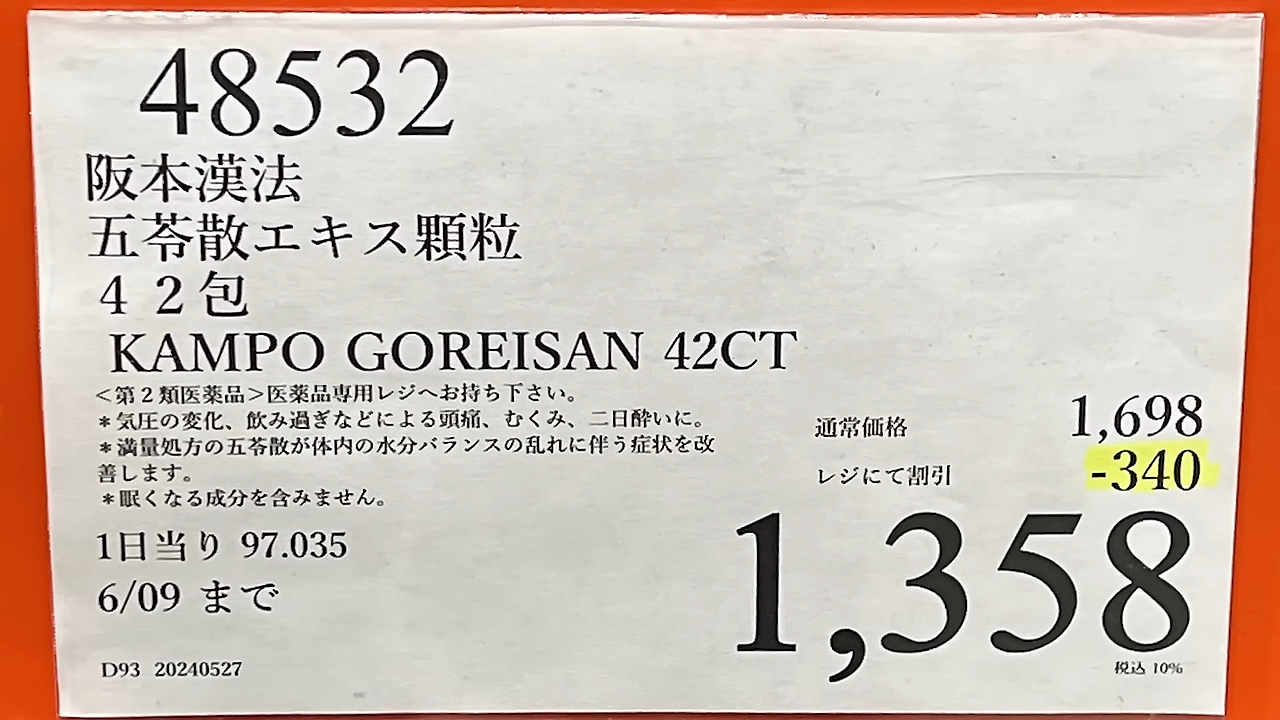 48532
阪本漢法
五苓散エキス顆粒
４２包
KAMPO GOREISAN 42CT
＜第２類医薬品＞医薬品専用レジへお持ち下さい。
＊気圧の変化、飲み過ぎなどによる頭痛、むくみ、二日酔いに。
＊満量処方の五苓散が体内の水分バランスの乱れに伴う症状を改
善します。
＊眠くなる成分を含みません。
通常価格 1,698
レジにて割引 -340
1,358
税込 10%
1日当り 97.035
6/09 まで
D93 20240527